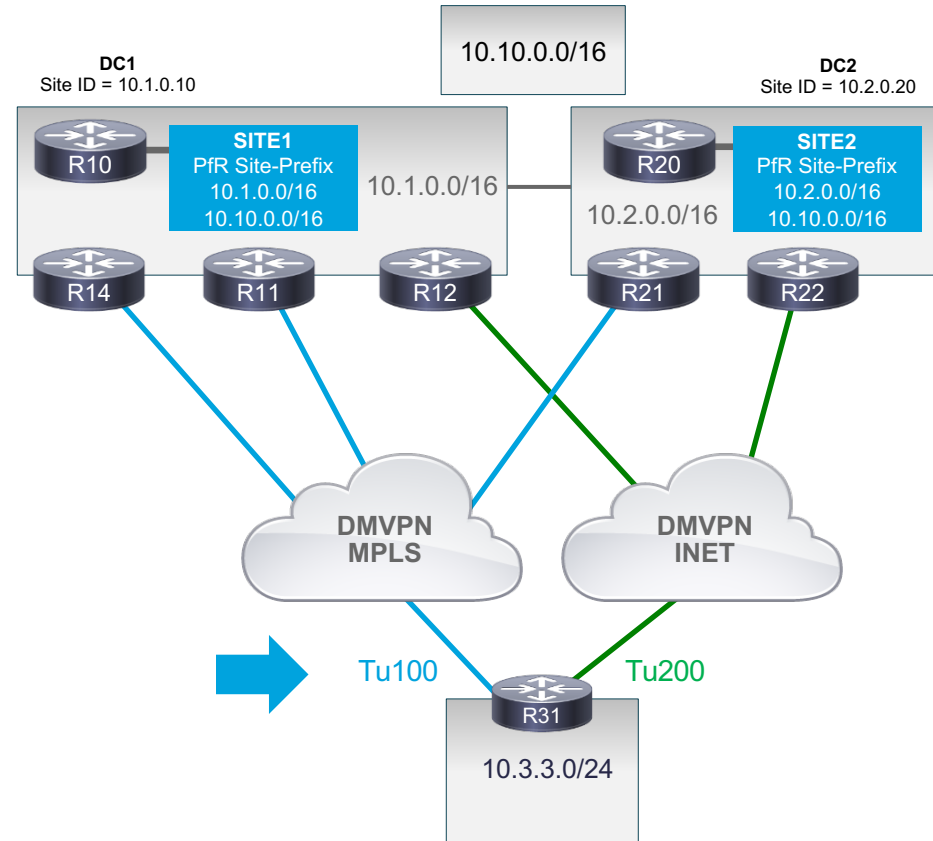 10.10.0.0/16
DC1
Site ID = 10.1.0.10
DC2
Site ID = 10.2.0.20
R10
SITE1
PfR Site-Prefix
10.1.0.0/16
10.10.0.0/16
10.1.0.0/16
R20
SITE2
PfR Site-Prefix
10.2.0.0/16
10.10.0.0/16
10.2.0.0/16
R14
R11
R12
R21
R22
DMVPN
MPLS
DMVPN
INET
Tu100
Tu200
R31
10.3.3.0/24